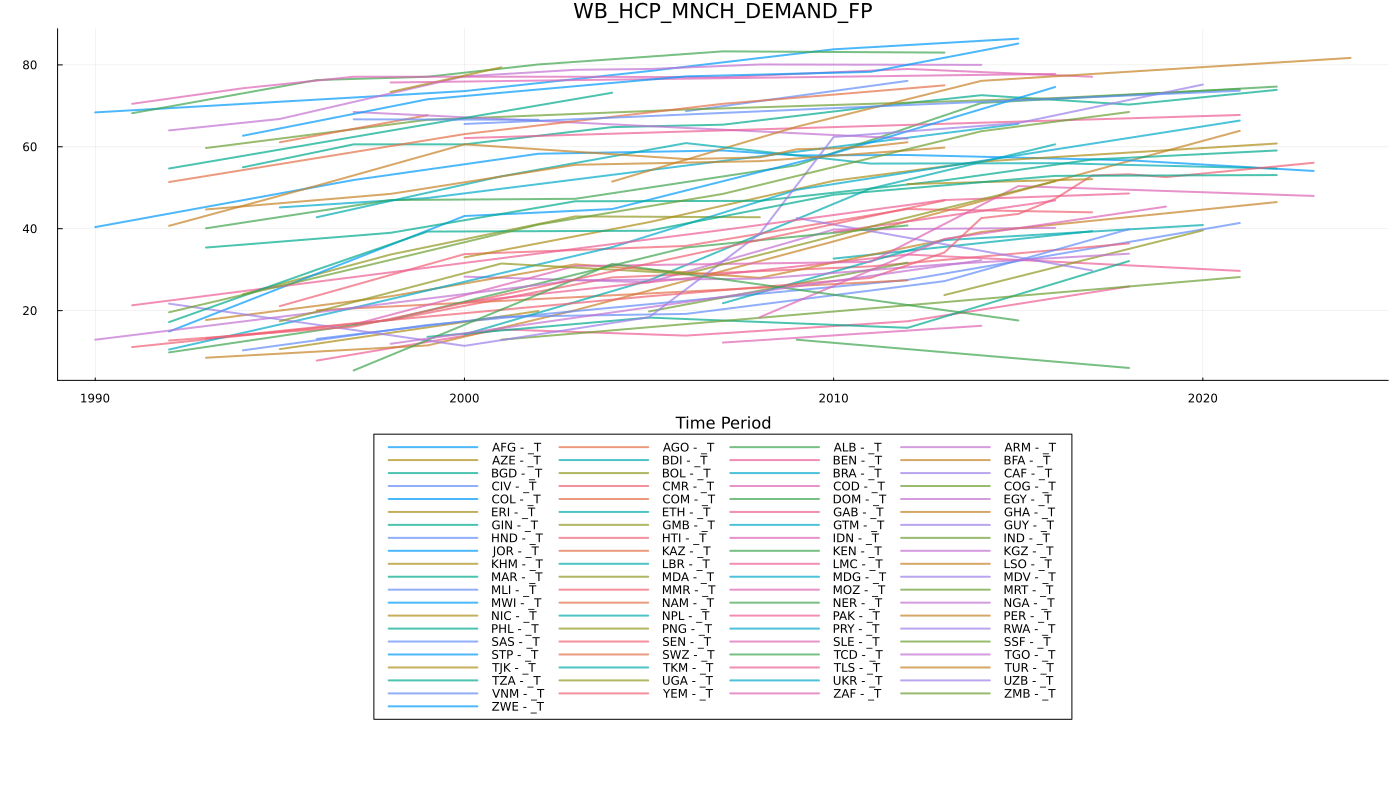 WB_HCP_MNCH_DEMAND_FP
80
60
40
20
1990 2000 2010 2020
Time Period
AFG - _T AGO - _T ALB - _T ARM - _T
AZE - _T BDI - _T BEN - _T BFA - _T
BGD - _T BOL - _T BRA - _T CAF - _T
CIV - _T CMR - _T COD - _T COG - _T
COL - _T COM - _T DOM - _T EGY - _T
ERI - _T ETH - _T GAB - _T GHA - _T
GIN - _T GMB - _T GTM - _T GUY - _T
HND - _T HTI - _T IDN - _T IND - _T
JOR - _T KAZ - _T KEN - _T KGZ - _T
KHM - _T LBR - _T LMC - _T LSO - _T
MAR - _T MDA - _T MDG - _T MDV - _T
MLI - _T MMR - _T MOZ - _T MRT - _T
MWI - _T NAM - _T NER - _T NGA - _T
NIC - _T NPL - _T PAK - _T PER - _T
PHL - _T PNG - _T PRY - _T RWA - _T
SAS - _T SEN - _T SLE - _T SSF - _T
STP - _T SWZ - _T TCD - _T TGO - _T
TJK - _T TKM - _T TLS - _T TUR - _T
TZA - _T UGA - _T UKR - _T UZB - _T
VNM - _T YEM - _T ZAF - _T ZMB - _T
ZWE - _T